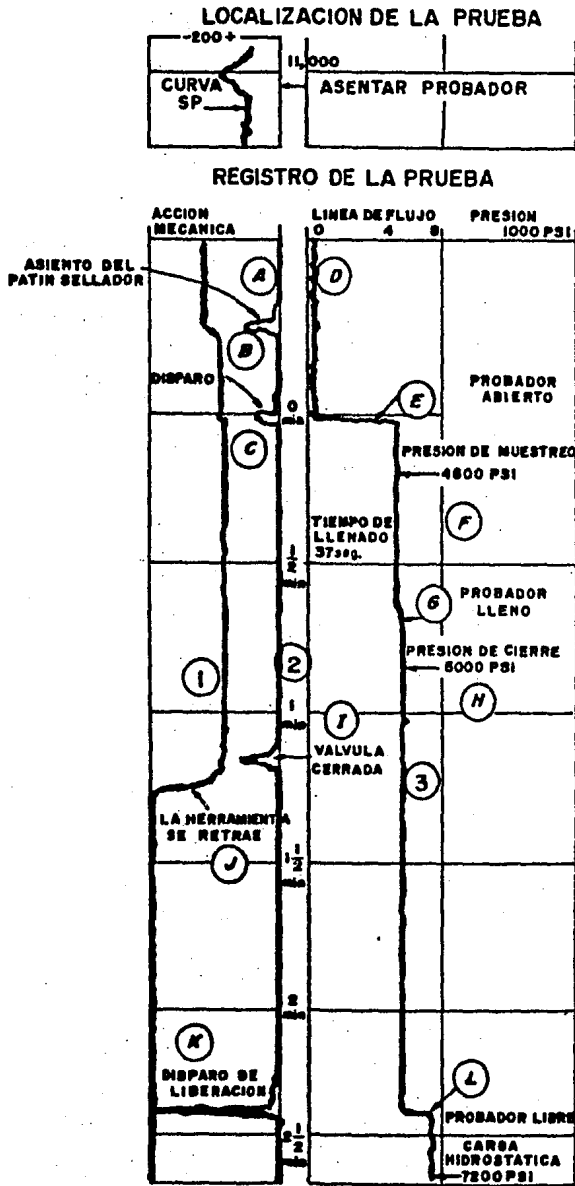 LOCALIZACION DE LA PRUEBA
-200+
11,000
CURVA
SP
ASENTAR PROBADOR
REGISTRO DE LA PRUEBA
ACCION
MECANICA
LINEA DE FLUJO
PRESION
0
4
8
1000 PSI
ASIENTO DEL
PATIN SELLADOR
A
D
B
DISPARO
PROBADOR
ABIERTO
0
min
E
C
PRESION DE MUESTREO
4600 PSI
TIEMPO DE
LLENADO
37seg.
F
1/2
min
G
PROBADOR
LLENO
1
2
PRESION DE CIERRE
5000 PSI
1
min
I
H
VALVULA
CERRADA
3
LA HERRAMIENTA
SE RETRAE
J
1 1/2
min
2
min
K
DISPARO DE
LIBERACION
L
PROBADOR LIBRE
2 1/2
min
CARGA
HIDROSTATICA
7200 PSI